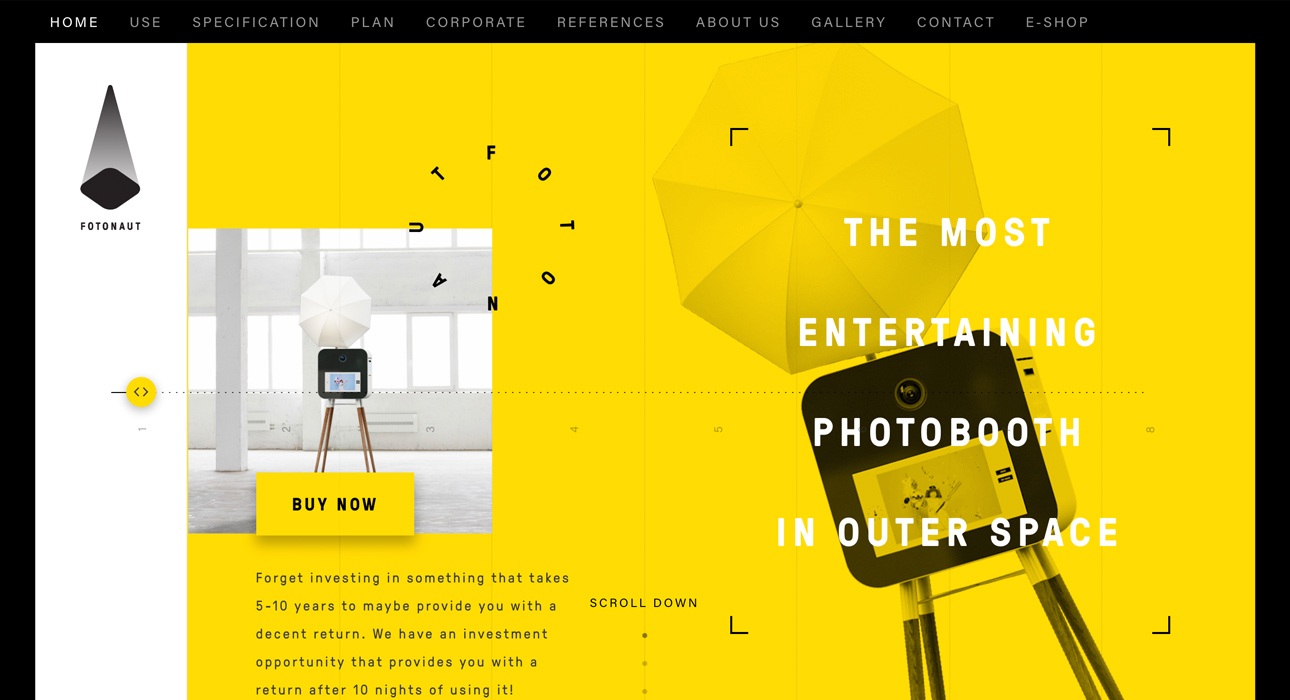 HOME USE SPECIFICATION PLAN CORPORATE REFERENCES ABOUT US GALLERY CONTACT E-SHOP
FOTONAUT
FOTONAUT
THE MOST
ENTERTAINING
PHOTOBOOTH
IN OUTER SPACE
1 2 3 4 5 8
BUY NOW
Forget investing in something that takes
5-10 years to maybe provide you with a
decent return. We have an investment
opportunity that provides you with a
return after 10 nights of using it!
SCROLL DOWN